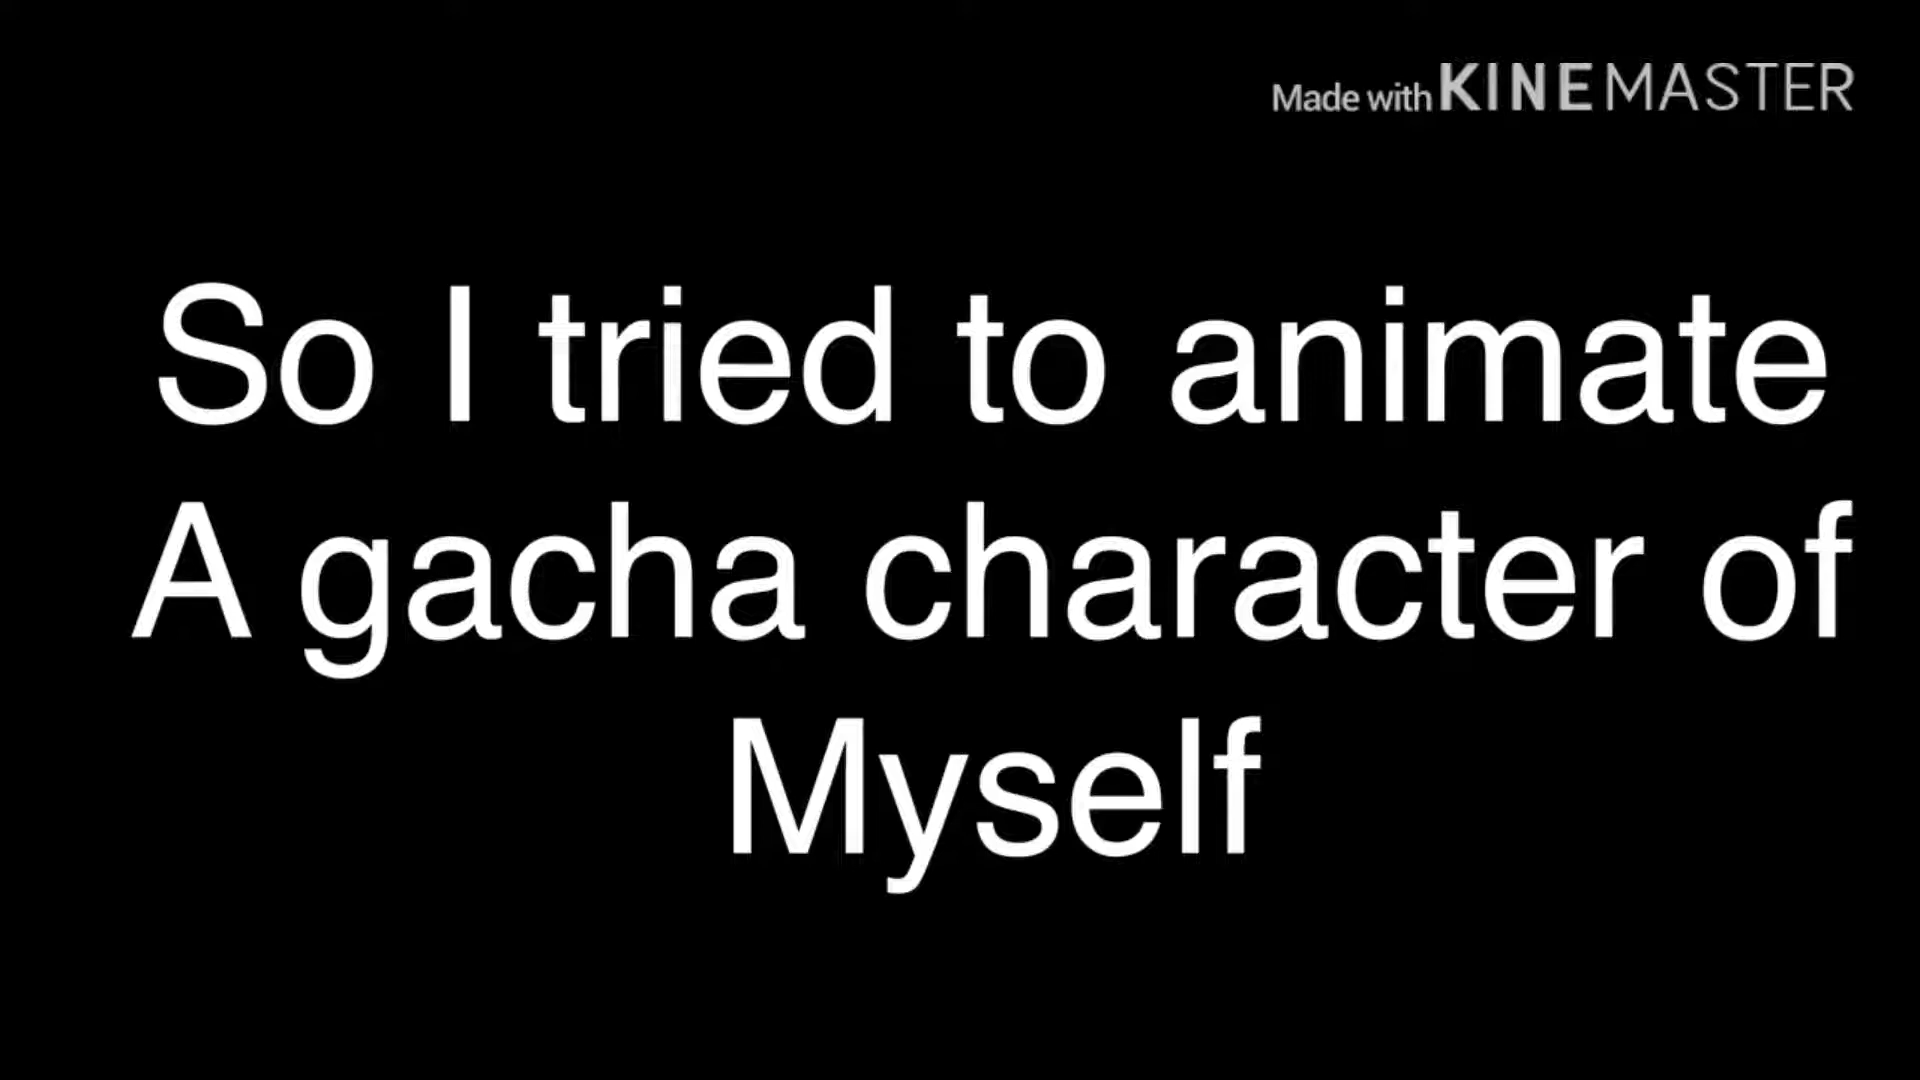 Made with KINEMASTER
So I tried to animate
A gacha character of
Myself